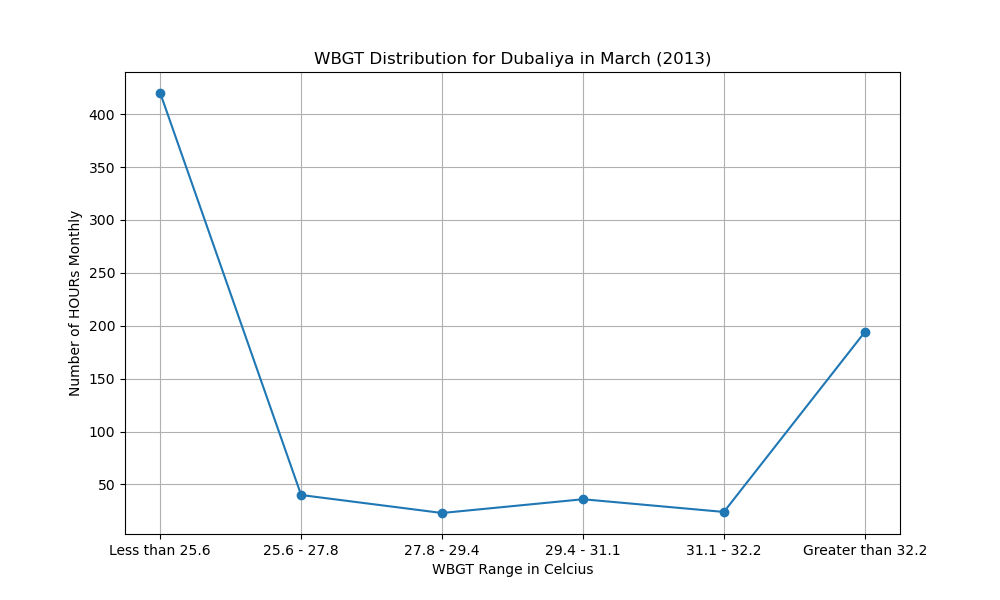 WBGT Distribution for Dubaliya in March (2013)
Number of HOURs Monthly
400
350
300
250
200
150
100
50
Less than 25.6
25.6 - 27.8
27.8 - 29.4
29.4 - 31.1
31.1 - 32.2
Greater than 32.2
WBGT Range in Celcius